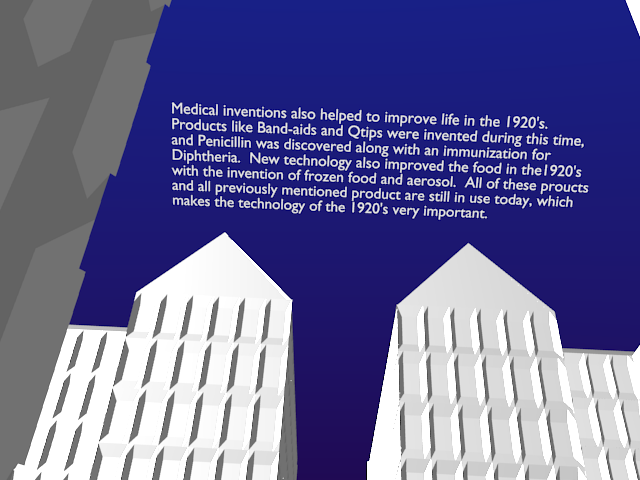 Medical inventions also helped to improve life in the 1920's.
Products like Band-aids and Qtips were invented during this time,
and Penicillin was discovered along with an immunization for
Diphtheria.  New technology also improved the food in the1920's
with the invention of frozen food and aerosol.  All of these proucts
and all previously mentioned product are still in use today, which
makes the technology of the 1920's very important.